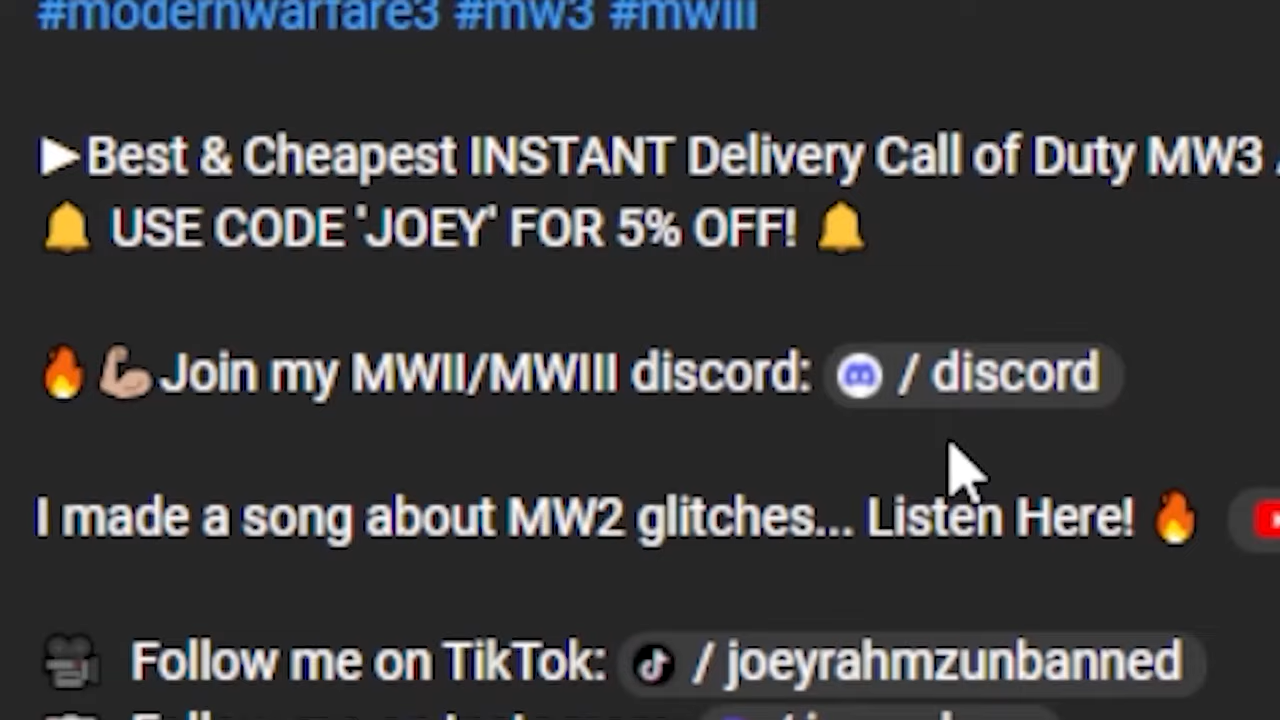 #modernwarfare3 #mw3 #mwiii
▶Best & Cheapest INSTANT Delivery Call of Duty MW3
🔔 USE CODE 'JOEY' FOR 5% OFF! 🔔
🔥💪🏼Join my MWII/MWIII discord: / discord
I made a song about MW2 glitches... Listen Here! 🔥
🎥 Follow me on TikTok: / joeyrahmzunbanned